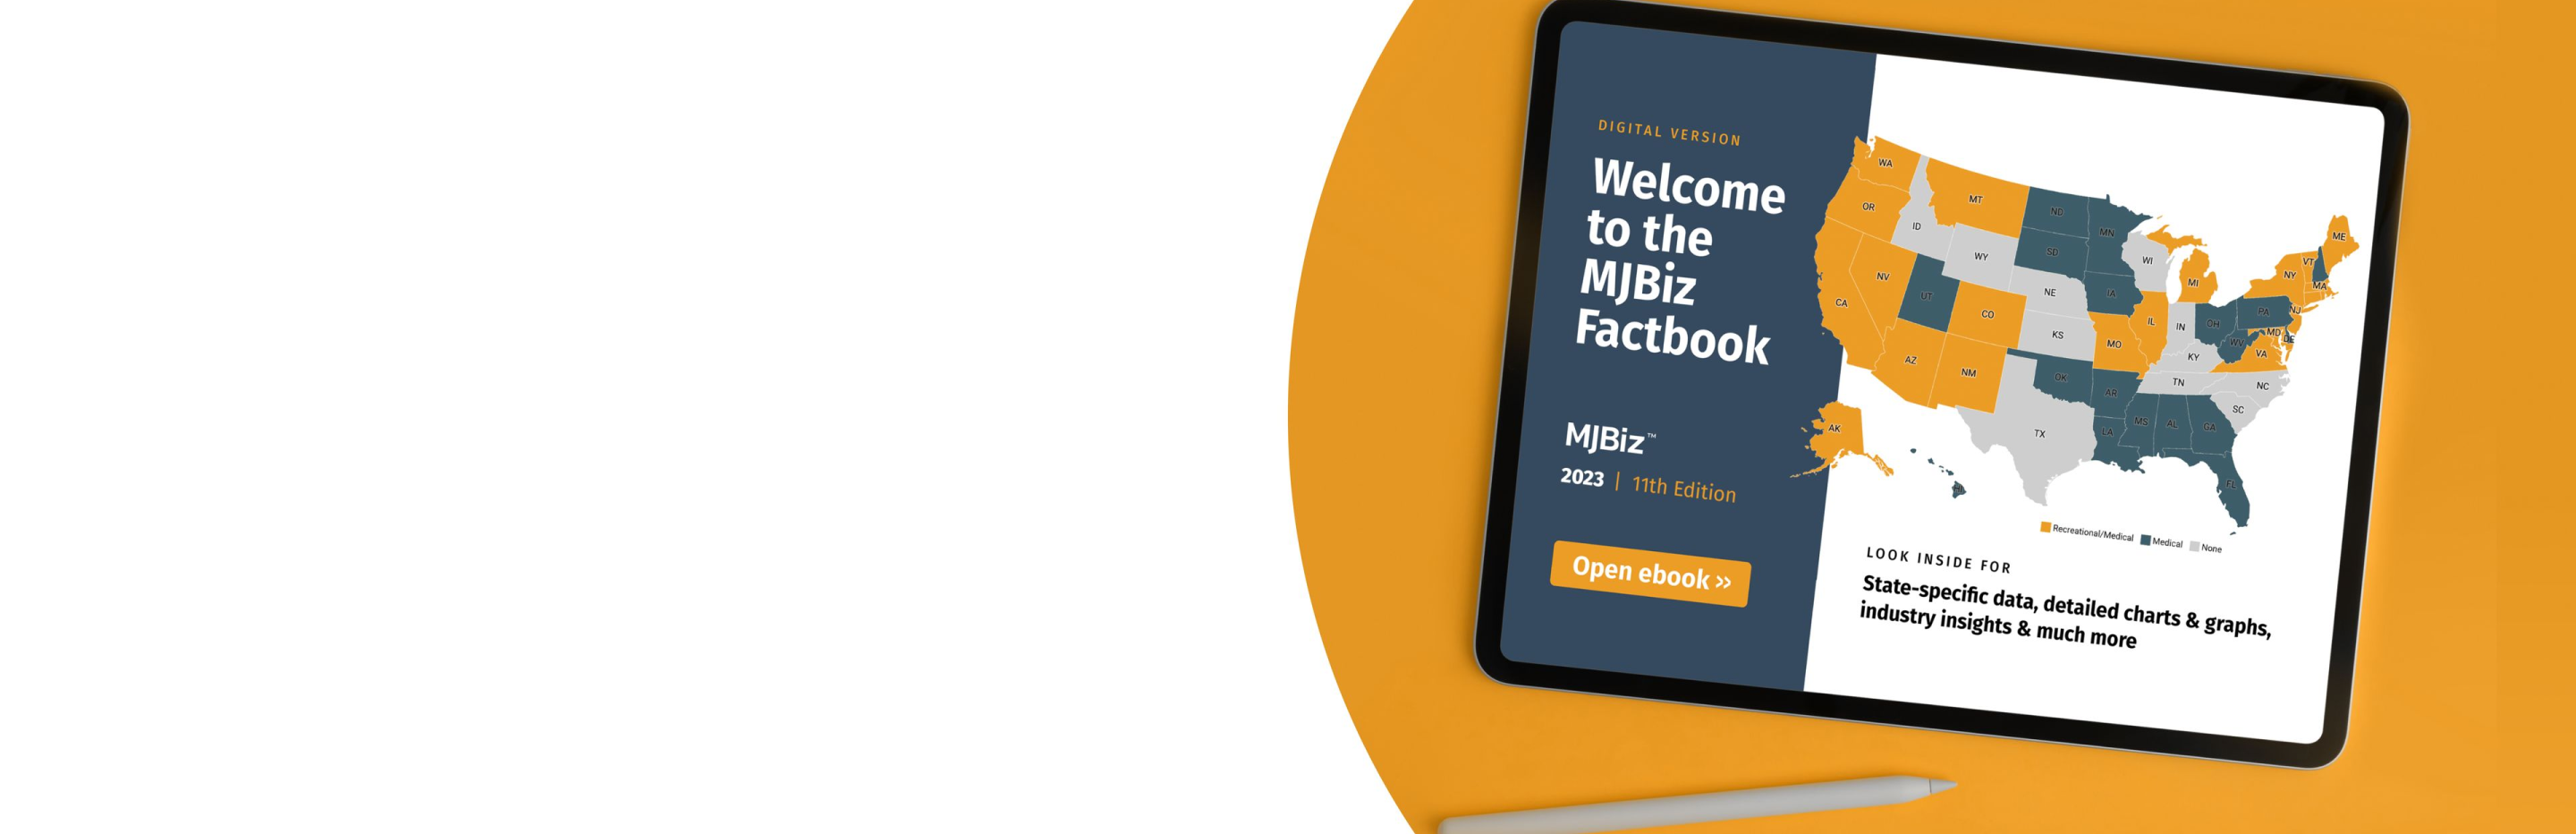 DIGITAL VERSION
Welcome
to the
MJBiz
Factbook
MJBiz™
2023 | 11th Edition
Open ebook »
WA
OR
CA
NV
ID
MT
WY
UT
AZ
CO
NM
ND
SD
NE
KS
OK
TX
MN
IA
MO
AR
LA
WI
IL
MI
IN
OH
KY
TN
MS
AL
GA
FL
SC
NC
VA
WV
PA
NY
VT
ME
MA
NJ
MD
DE
AK
HI
Recreational/Medical Medical None
LOOK INSIDE FOR
State-specific data, detailed charts & graphs,
industry insights & much more